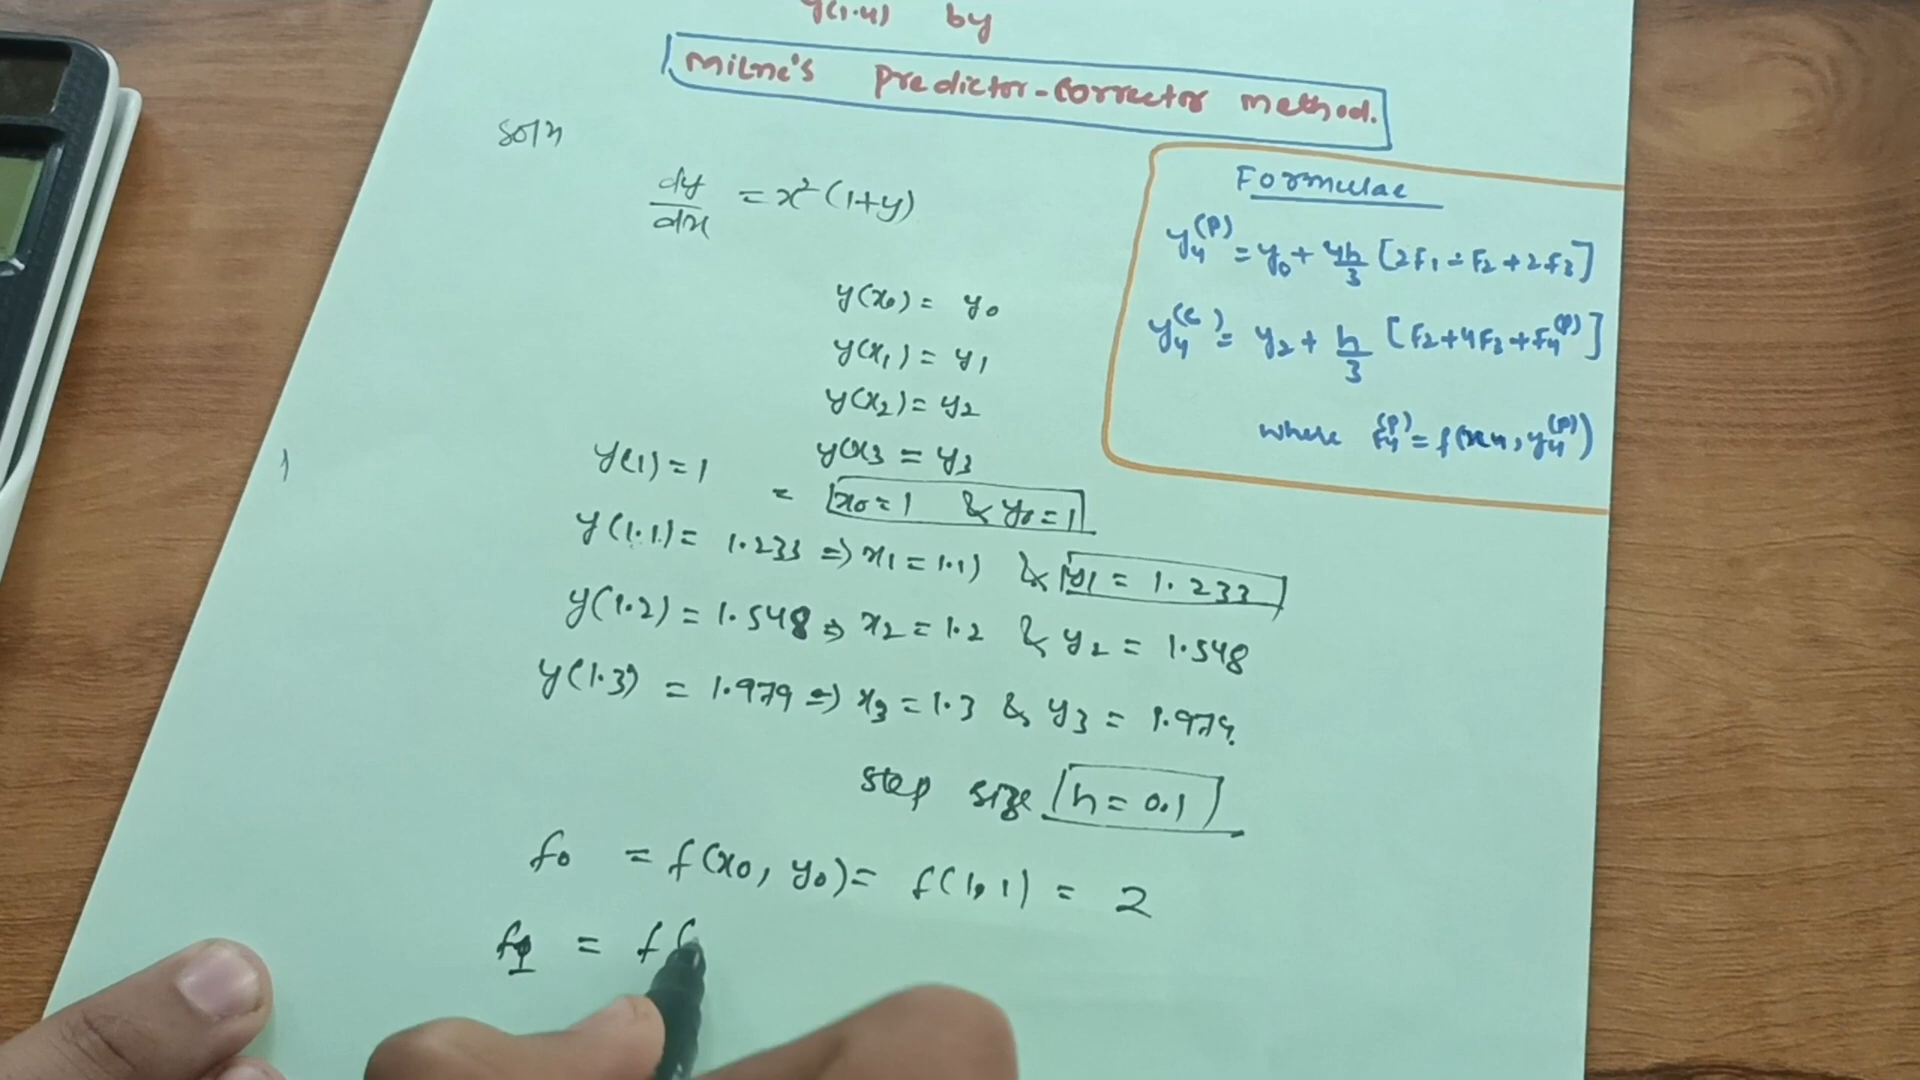 y(1.4) by
Milne's Predictor-Corrector method.
Soln
dy/dx = x² (1+y)
y(x₀) = y₀
y(x₁) = y₁
y(x₂) = y₂
y(x₃ = y₃
y(1) = 1 = x₀ = 1 & y₀ = 1
y(1.1) = 1.233 ⇒ x₁ = 1.1) & y₁ = 1.233
y(1.2) = 1.548 ⇒ x₂ = 1.2 & y₂ = 1.548
y(1.3) = 1.979 ⇒ x₃ = 1.3 & y₃ = 1.979.
step size h = 0.1
f₀ = f(x₀, y₀) = f(1, 1) = 2
f₁ = f(
Formulae
y₄⁽ᴾ⁾ = y₀ + 4h/3 [2F₁ - F₂ + 2F₃]
y₄⁽ᶜ⁾ = y₂ + h/3 [F₂+4F₃+F₄⁽ᴾ⁾]
where F₄⁽ᴾ⁾ = f(x₄, y₄⁽ᴾ⁾)